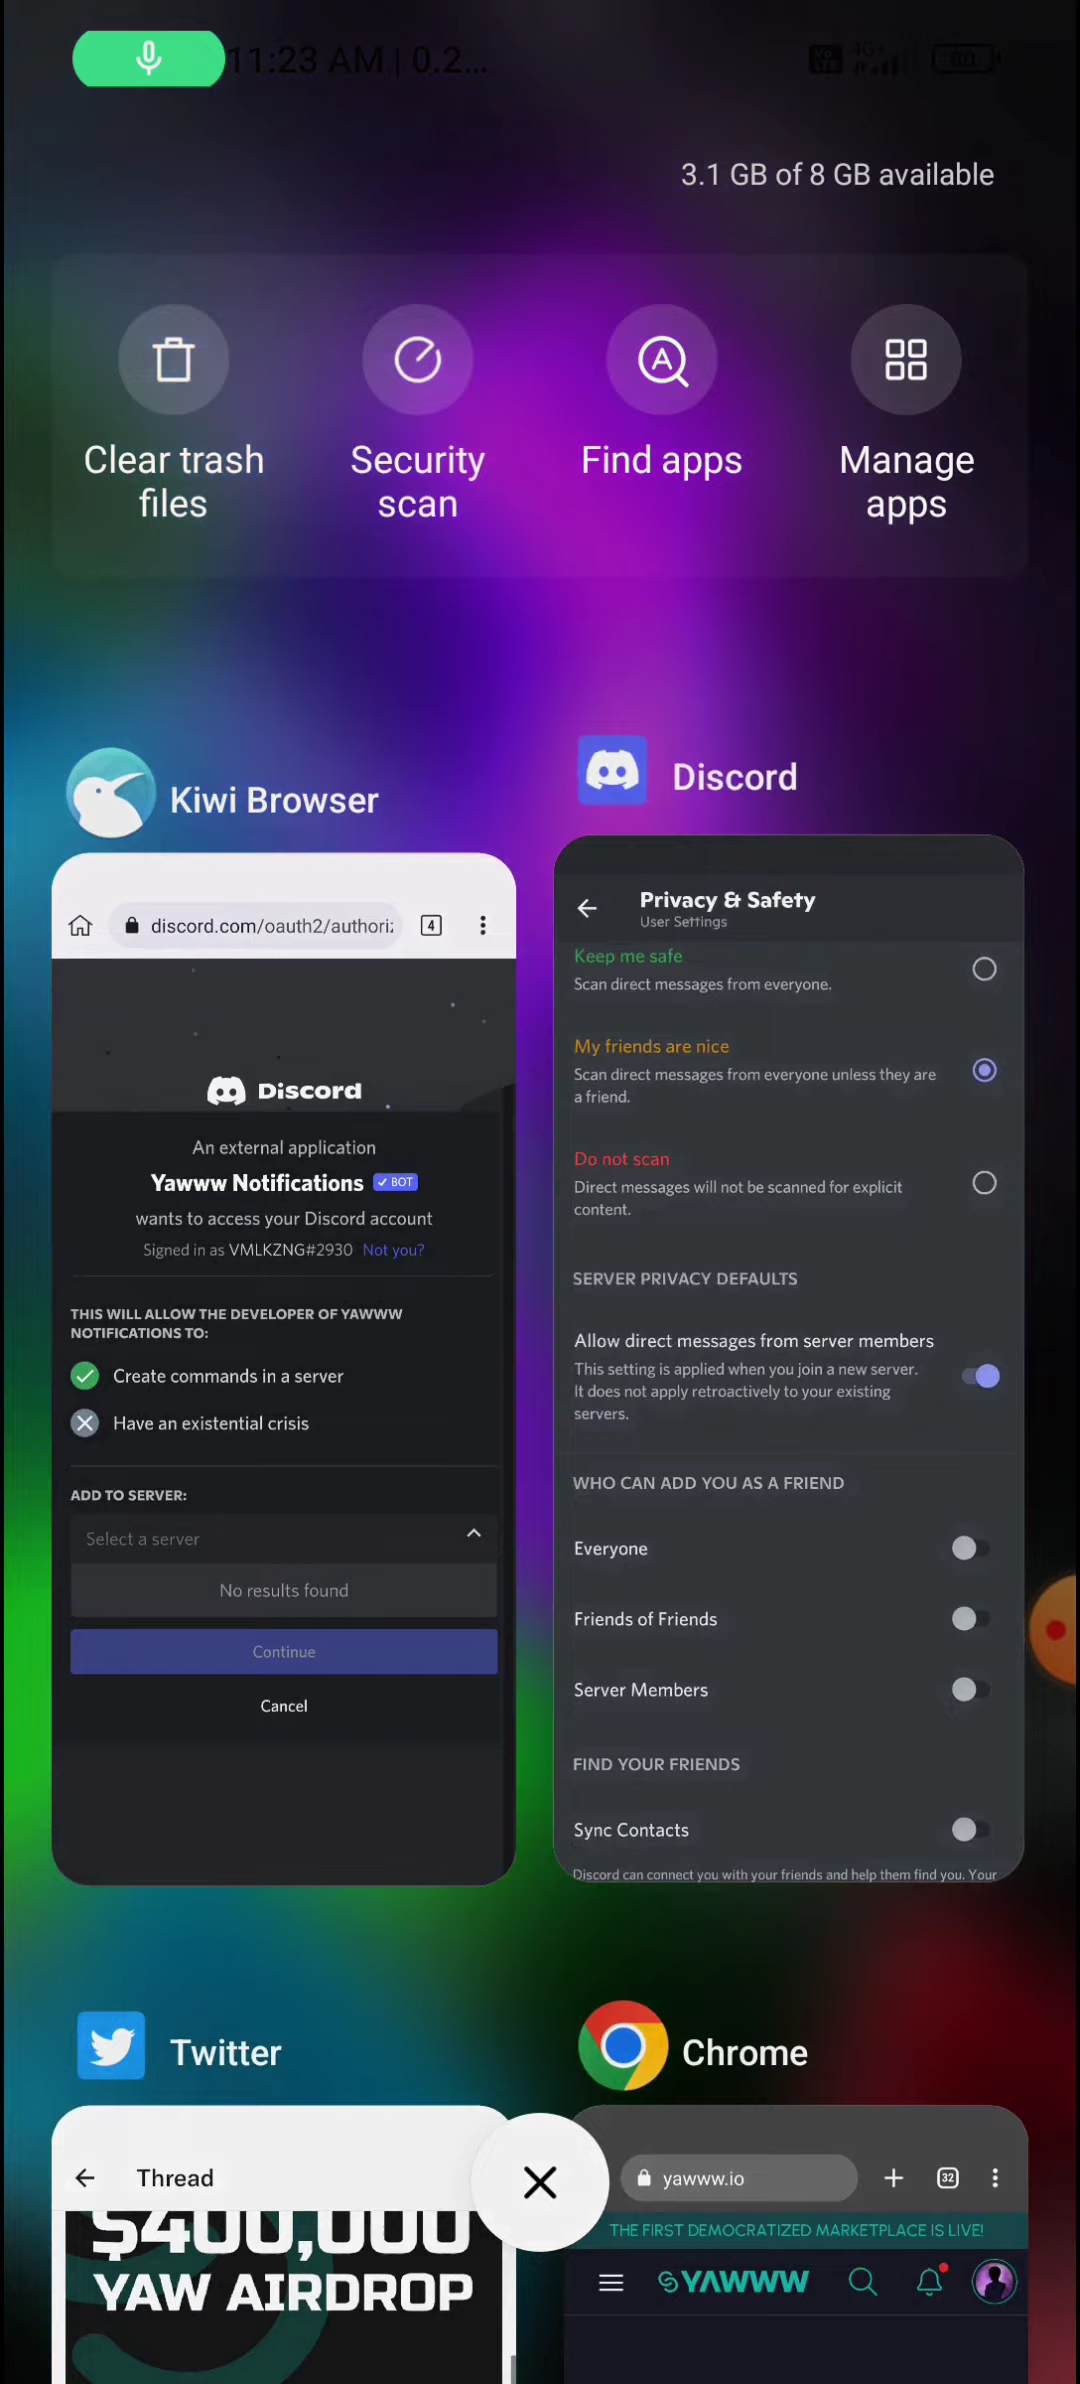 11:23 AM | 0.2...
4G+
80
3.1 GB of 8 GB available
Clear trash files
Security scan
Find apps
Manage apps
Kiwi Browser
discord.com/oauth2/authori
4
Discord
An external application
Yawww Notifications ✓ BOT
wants to access your Discord account
Signed in as VMLKZNG#2930 Not you?
THIS WILL ALLOW THE DEVELOPER OF YAWWW
NOTIFICATIONS TO:
Create commands in a server
Have an existential crisis
ADD TO SERVER:
Select a server
No results found
Continue
Cancel
Discord
Privacy & Safety
User Settings
Keep me safe
Scan direct messages from everyone.
My friends are nice
Scan direct messages from everyone unless they are
a friend.
Do not scan
Direct messages will not be scanned for explicit
content.
SERVER PRIVACY DEFAULTS
Allow direct messages from server members
This setting is applied when you join a new server.
It does not apply retroactively to your existing
servers.
WHO CAN ADD YOU AS A FRIEND
Everyone
Friends of Friends
Server Members
FIND YOUR FRIENDS
Sync Contacts
Discord can connect you with your friends and help them find you. Your
Twitter
Thread
$400,000
YAW AIRDROP
Chrome
yawww.io
32
THE FIRST DEMOCRATIZED MARKETPLACE IS LIVE!
YAWWW